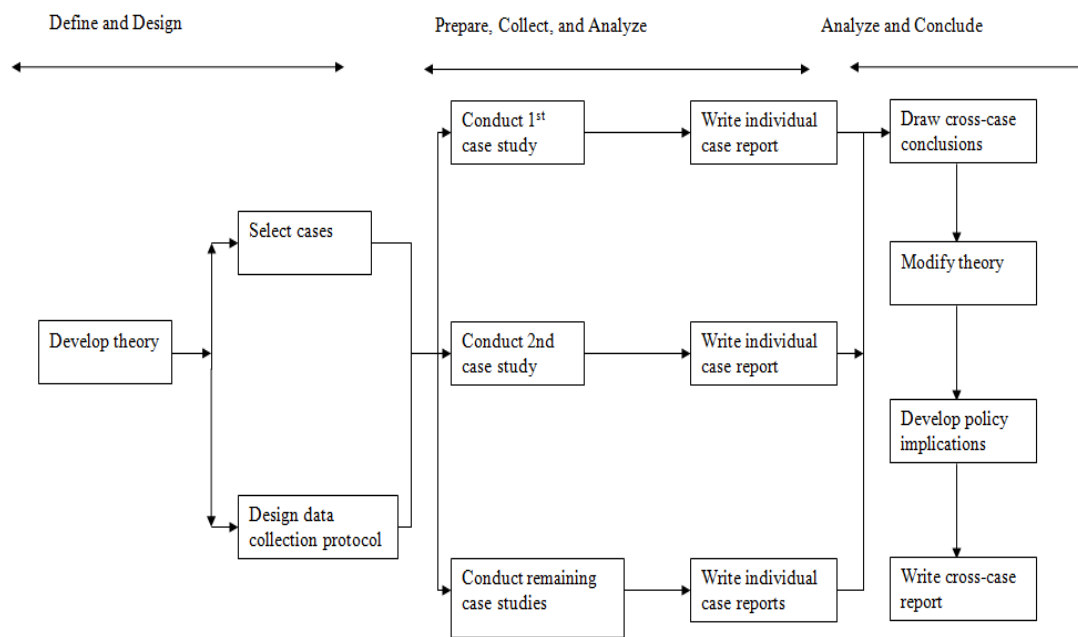 Define and Design
Prepare, Collect, and Analyze
Analyze and Conclude
Develop theory
Select cases
Design data
collection protocol
Conduct 1st
case study
Write individual
case report
Conduct 2nd
case study
Write individual
case report
Conduct remaining
case studies
Write individual
case reports
Draw cross-case
conclusions
Modify theory
Develop policy
implications
Write cross-case
report